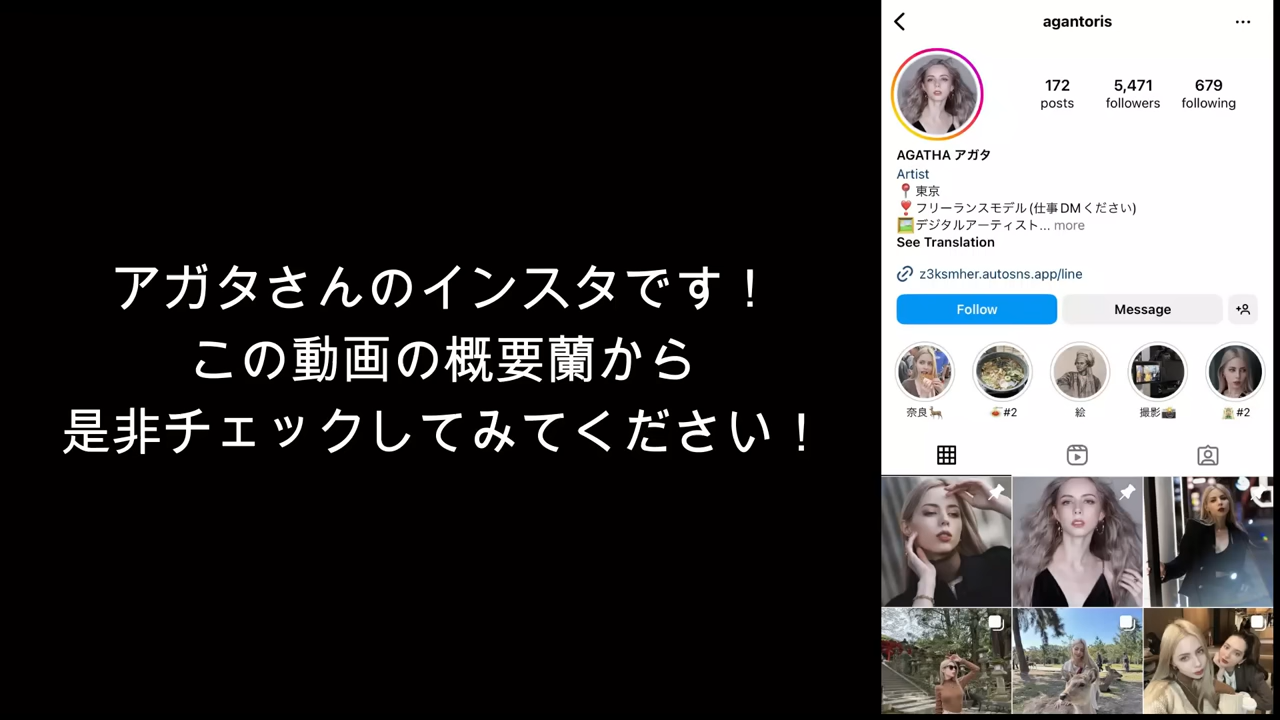 アガタさんのインスタです！
この動画の概要蘭から
是非チェックしてみてください！
agantoris
172 5,471 679
posts followers following
AGATHA アガタ
Artist
📍東京
❣️フリーランスモデル(仕事DMください)
🖼️デジタルアーティスト... more
See Translation
z3ksmher.autosns.app/line
Follow Message
奈良🦌 🍜#2 絵 撮影📸 #2